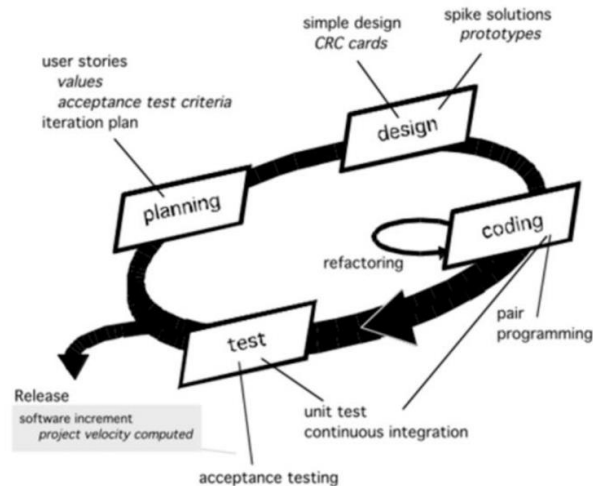 simple design
CRC cards
spike solutions
prototypes
user stories
values
acceptance test criteria
iteration plan
design
planning
coding
refactoring
test
pair
programming
Release
software increment
project velocity computed
unit test
continuous integration
acceptance testing